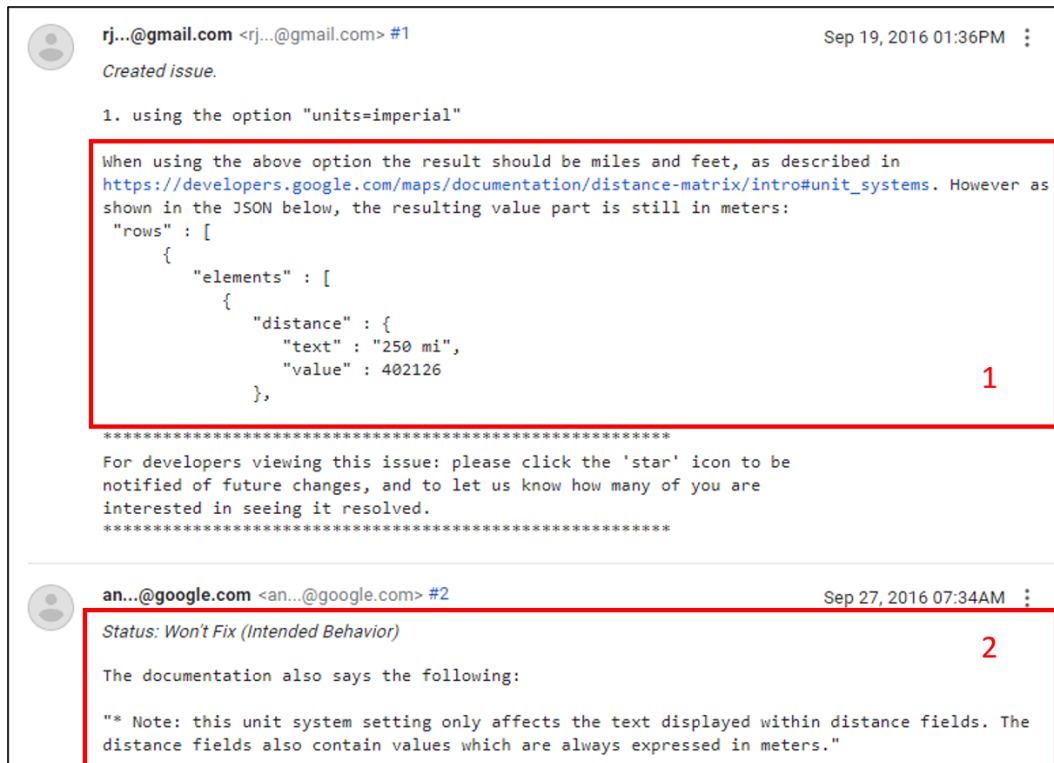 rj...@gmail.com <rj...@gmail.com> #1 Sep 19, 2016 01:36PM
Created issue.
1. using the option "units=imperial"
When using the above option the result should be miles and feet, as described in
https://developers.google.com/maps/documentation/distance-matrix/intro#unit_systems. However as
shown in the JSON below, the resulting value part is still in meters:
"rows" : [
{
"elements" : [
{
"distance" : {
"text" : "250 mi",
"value" : 402126
},
1
*********************************************************
For developers viewing this issue: please click the 'star' icon to be
notified of future changes, and to let us know how many of you are
interested in seeing it resolved.
*********************************************************
an...@google.com <an...@google.com> #2 Sep 27, 2016 07:34AM
Status: Won't Fix (Intended Behavior)
2
The documentation also says the following:
"* Note: this unit system setting only affects the text displayed within distance fields. The
distance fields also contain values which are always expressed in meters."